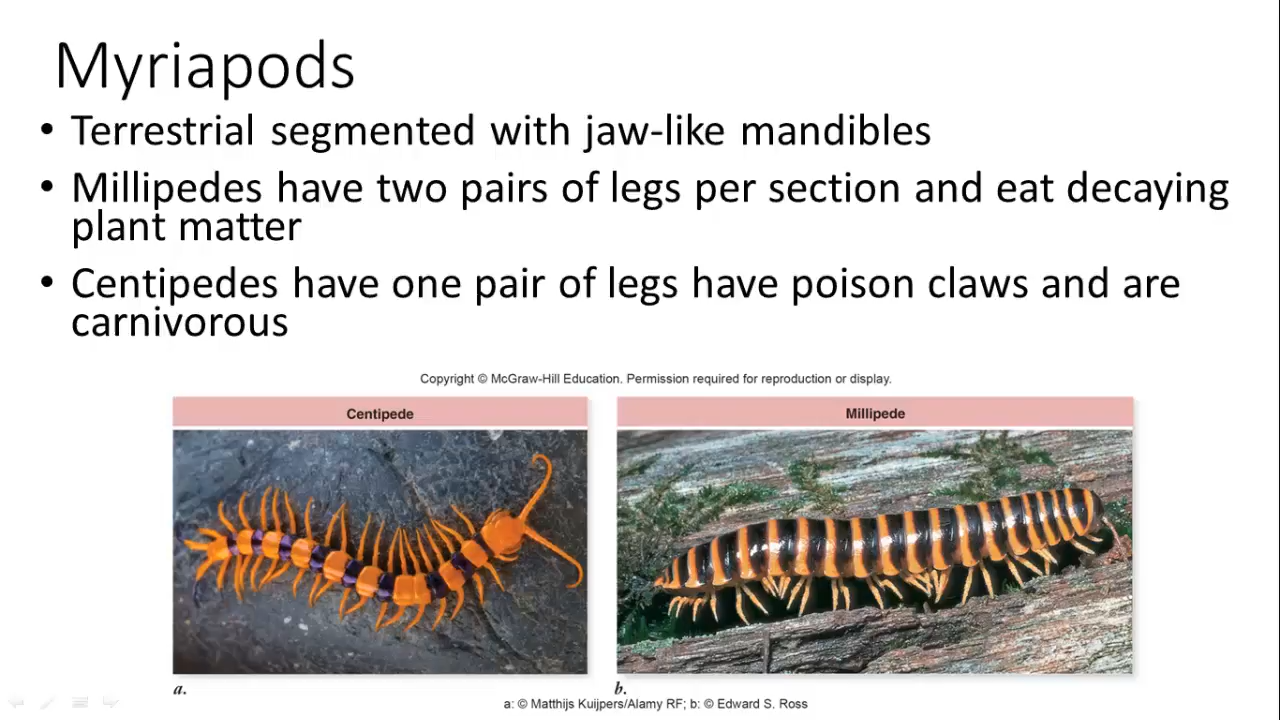 Myriapods
• Terrestrial segmented with jaw-like mandibles
• Millipedes have two pairs of legs per section and eat decaying
plant matter
• Centipedes have one pair of legs have poison claws and are
carnivorous
Copyright © McGraw-Hill Education. Permission required for reproduction or display.
Centipede
Millipede
a.
b.
a: © Matthijs Kuijpers/Alamy RF; b: © Edward S. Ross